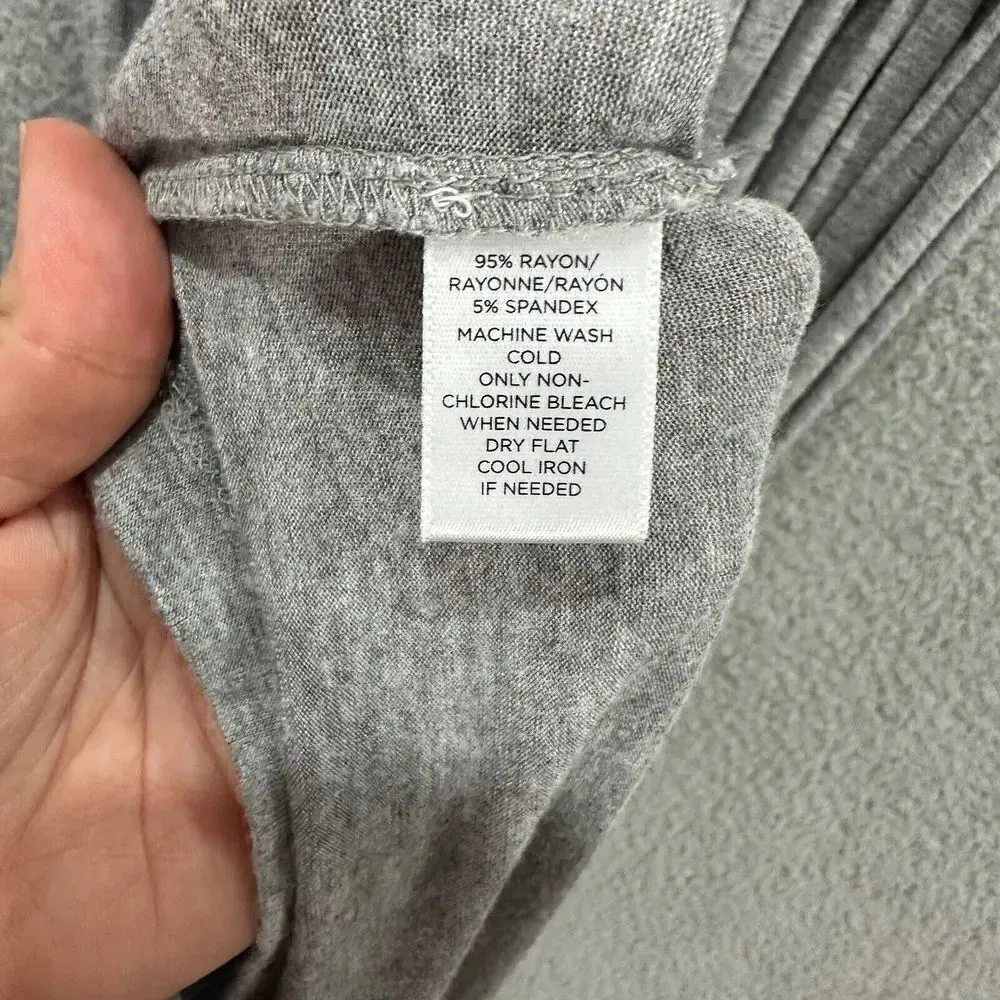 95% RAYON/
RAYONNE/RAYÓN
5% SPANDEX
MACHINE WASH
COLD
ONLY NON-
CHLORINE BLEACH
WHEN NEEDED
DRY FLAT
COOL IRON
IF NEEDED